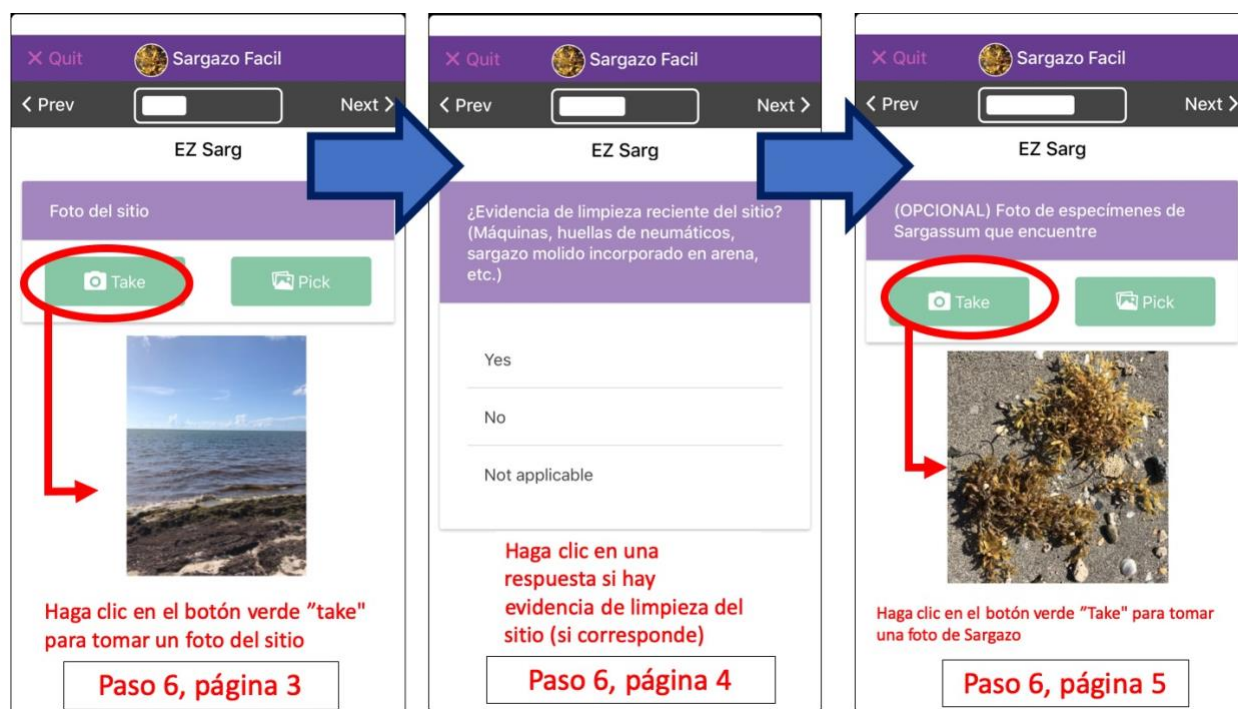 ✕ Quit
Sargazo Facil
Prev
Next
EZ Sarg
Foto del sitio
Take
Pick
Haga clic en el botón verde ”take"
para tomar un foto del sitio
Paso 6, página 3
✕ Quit
Sargazo Facil
Prev
Next
EZ Sarg
¿Evidencia de limpieza reciente del sitio?
(Máquinas, huellas de neumáticos,
sargazo molido incorporado en arena,
etc.)
Yes
No
Not applicable
Haga clic en una
respuesta si hay
evidencia de limpieza del
sitio (si corresponde)
Paso 6, página 4
✕ Quit
Sargazo Facil
Prev
Next
EZ Sarg
(OPCIONAL) Foto de especímenes de
Sargassum que encuentre
Take
Pick
Haga clic en el botón verde ”Take" para tomar
una foto de Sargazo
Paso 6, página 5